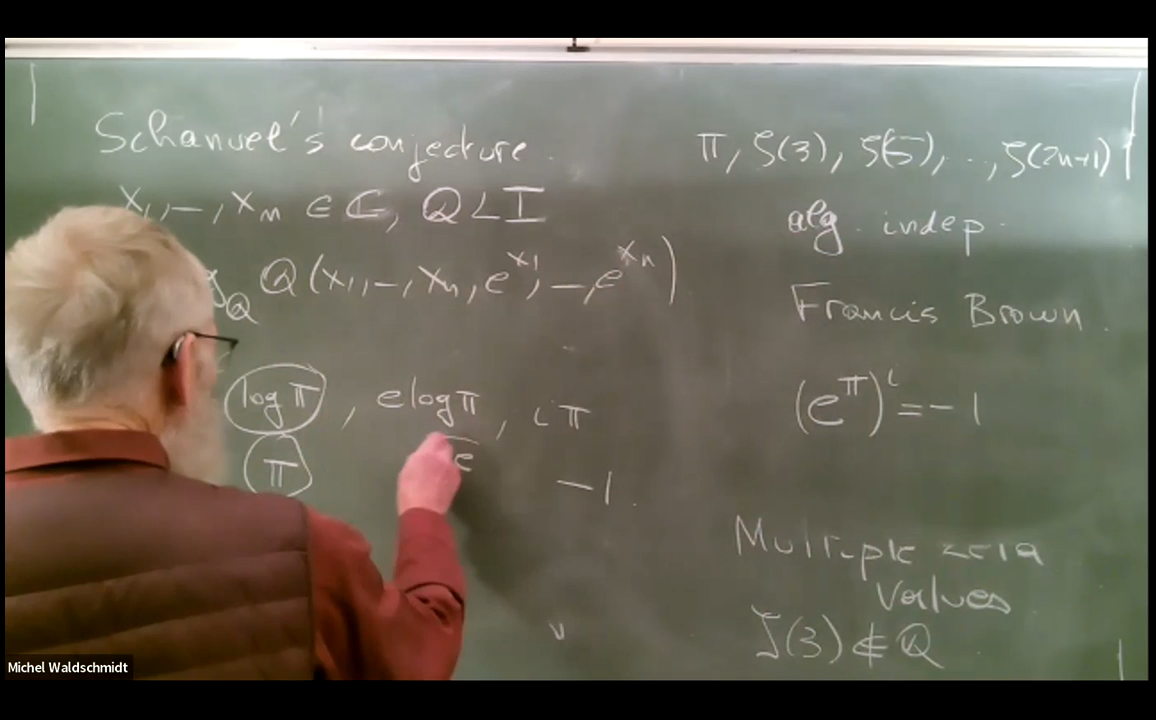 Schanuel's conjecture.
x₁, –, xₙ ∈ ℂ, Q L I
Q Q(x₁, –, xₙ, e^x₁, –, e^xₙ)
log π, e log π, iπ
π e –1.
π, ζ(3), ζ(5), ..., ζ(2n+1)
alg. indep.
Francis Brown.
(e^π)^i = –1
Multiple zeta
Values
ζ(3) ∉ Q
Michel Waldschmidt